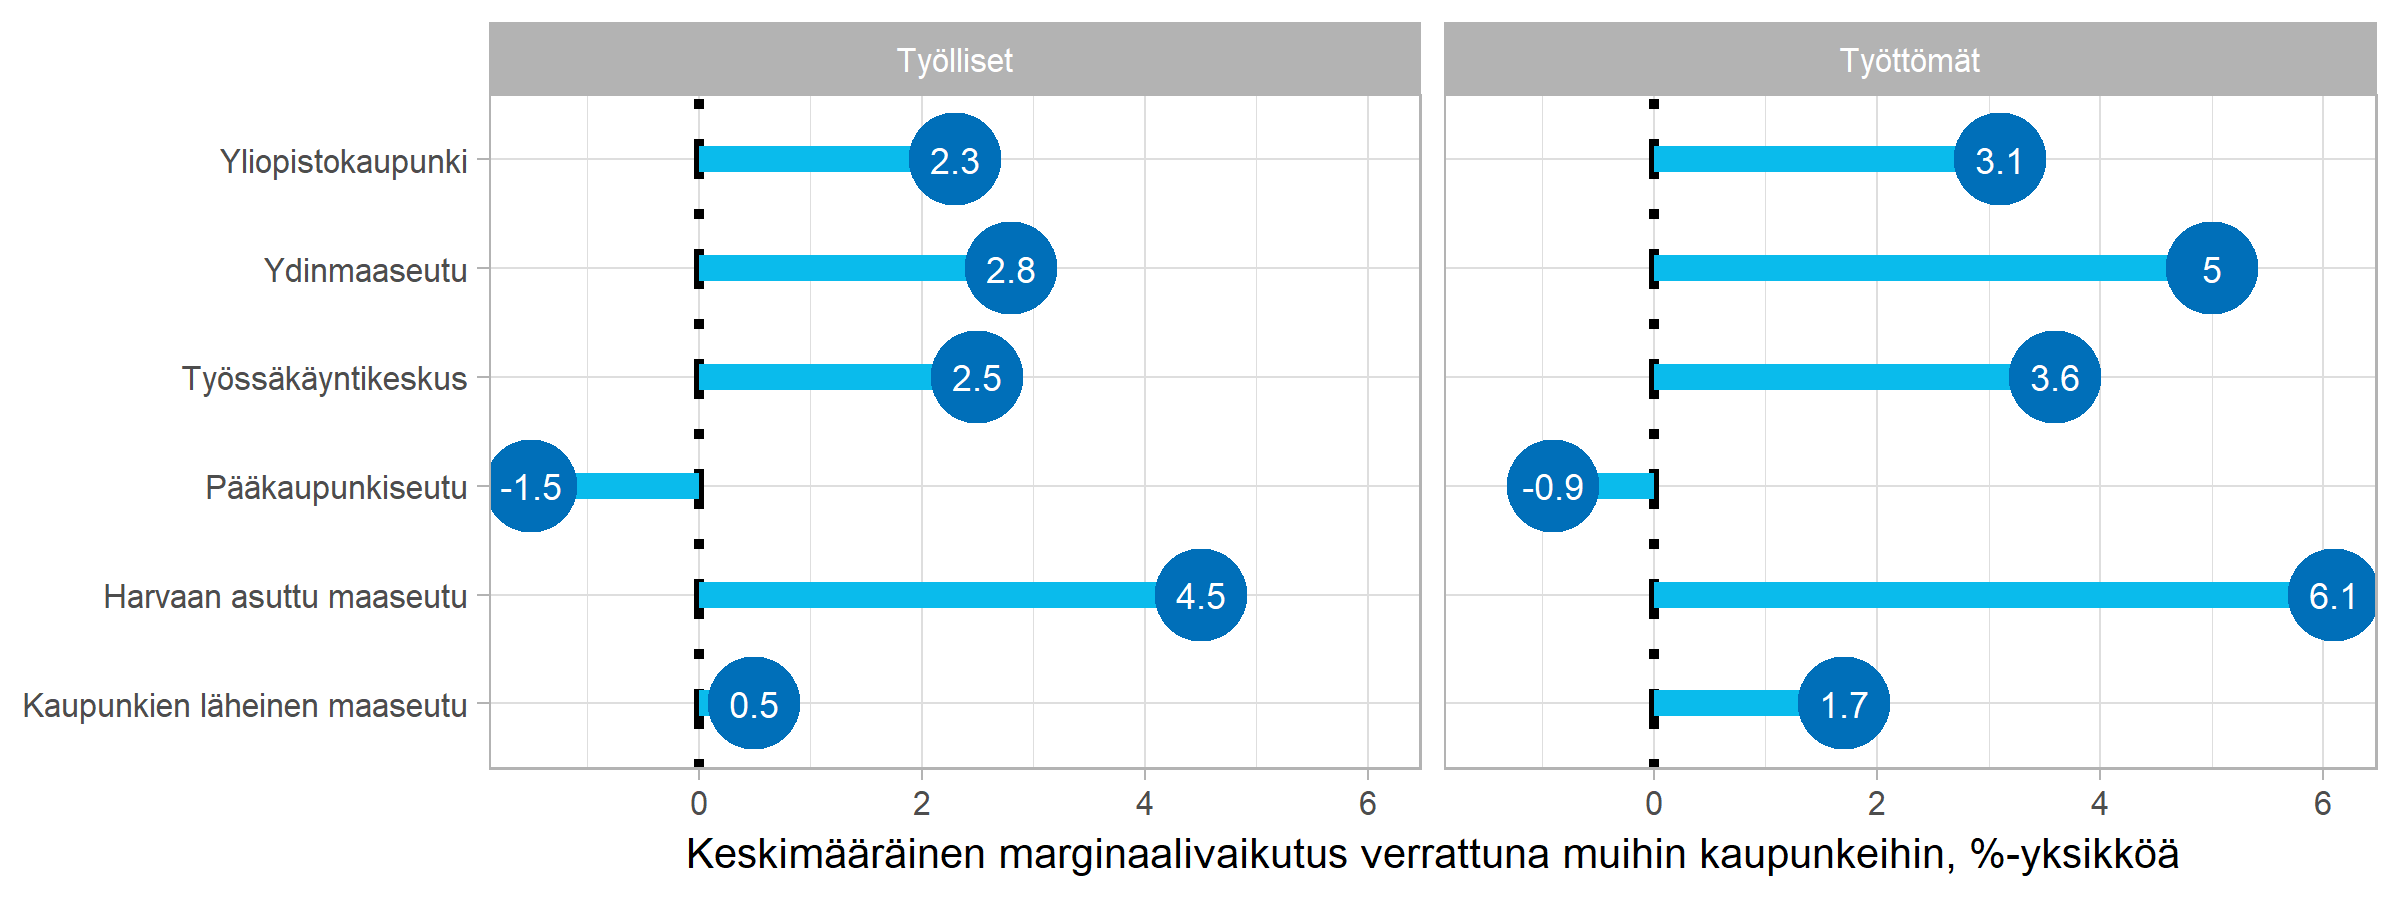 Työlliset
Työttömät
Yliopistokaupunki
2.3
3.1
Ydinmaaseutu
2.8
5
Työssäkäyntikeskus
2.5
3.6
Pääkaupunkiseutu
-1.5
-0.9
Harvaan asuttu maaseutu
4.5
6.1
Kaupunkien läheinen maaseutu
0.5
1.7
0 2 4 6
0 2 4 6
Keskimääräinen marginaalivaikutus verrattuna muihin kaupunkeihin, %-yksikköä